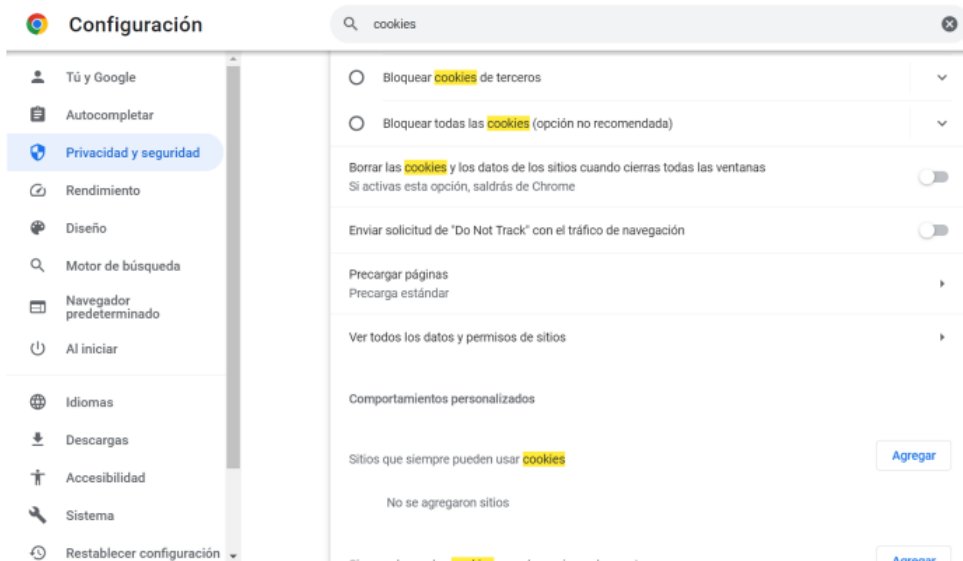 Configuración
cookies
Tú y Google
Autocompletar
Privacidad y seguridad
Rendimiento
Diseño
Motor de búsqueda
Navegador
predeterminado
Al iniciar
Idiomas
Descargas
Accesibilidad
Sistema
Restablecer configuración
Bloquear cookies de terceros
Bloquear todas las cookies (opción no recomendada)
Borrar las cookies y los datos de los sitios cuando cierras todas las ventanas
Si activas esta opción, saldrás de Chrome
Enviar solicitud de "Do Not Track" con el tráfico de navegación
Precargar páginas
Precarga estándar
Ver todos los datos y permisos de sitios
Comportamientos personalizados
Sitios que siempre pueden usar cookies
Agregar
No se agregaron sitios
Agregar